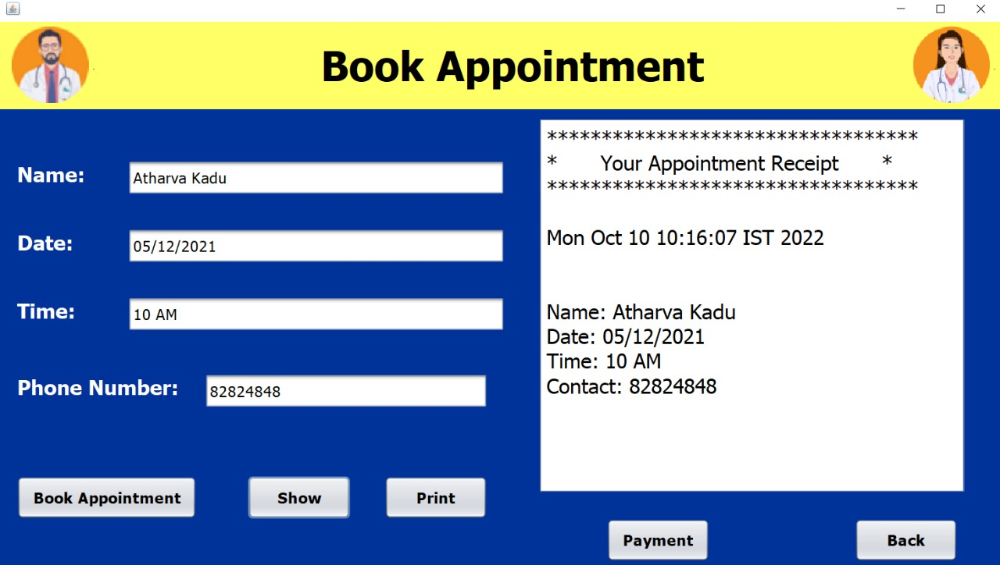 Book Appointment
Name:
Atharva Kadu
Date:
05/12/2021
Time:
10 AM
Phone Number:
82824848
Book Appointment
Show
Print
**********************************
* Your Appointment Receipt *
**********************************
Mon Oct 10 10:16:07 IST 2022
Name: Atharva Kadu
Date: 05/12/2021
Time: 10 AM
Contact: 82824848
Payment
Back